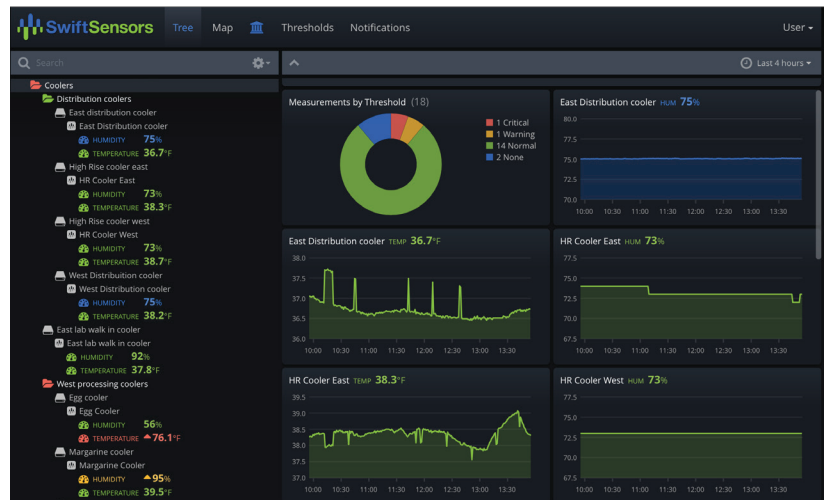 SwiftSensors Tree Map Thresholds Notifications User
Search Last 4 hours
Coolers
Distribution coolers
East distribution cooler
East Distribution cooler
HUMIDITY 75%
TEMPERATURE 36.7°F
High Rise cooler east
HR Cooler East
HUMIDITY 73%
TEMPERATURE 38.3°F
High Rise cooler west
HR Cooler West
HUMIDITY 73%
TEMPERATURE 38.7°F
West Distribuition cooler
West Distribution cooler
HUMIDITY 75%
TEMPERATURE 38.2°F
East lab walk in cooler
East lab walk in cooler
HUMIDITY 92%
TEMPERATURE 37.8°F
West processing coolers
Egg cooler
Egg Cooler
HUMIDITY 56%
TEMPERATURE 76.1°F
Margarine cooler
Margarine Cooler
HUMIDITY 95%
TEMPERATURE 39.5°F
Measurements by Threshold (18)
1 Critical
1 Warning
14 Normal
2 None
East Distribution cooler HUM 75%
80.0
77.5
75.0
72.5
70.0
10:00 10:30 11:00 11:30 12:00 12:30 13:00 13:30
East Distribution cooler TEMP 36.7°F
38.0
37.5
37.0
36.5
36.0
10:00 10:30 11:00 11:30 12:00 12:30 13:00 13:30
HR Cooler East HUM 73%
77.5
75.0
72.5
70.0
67.5
10:00 10:30 11:00 11:30 12:00 12:30 13:00 13:30
HR Cooler East TEMP 38.3°F
39.5
39.0
38.5
38.0
37.5
37.0
10:00 10:30 11:00 11:30 12:00 12:30 13:00 13:30
HR Cooler West HUM 73%
77.5
75.0
72.5
70.0
67.5
10:00 10:30 11:00 11:30 12:00 12:30 13:00 13:30